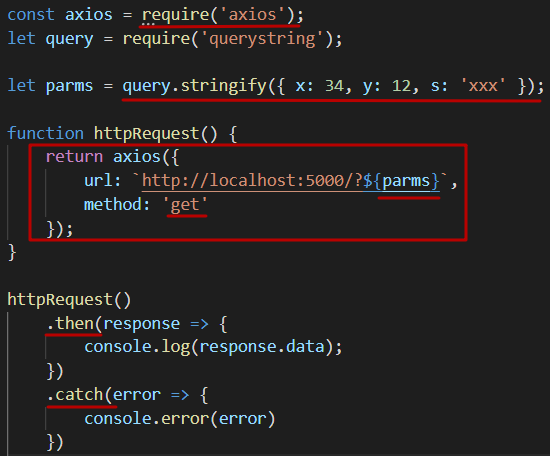 const axios = require('axios');
let query = require('querystring');
let parms = query.stringify({ x: 34, y: 12, s: 'xxx' });
function httpRequest() {
return axios({
url: `http://localhost:5000/?${parms}`,
method: 'get'
});
}
httpRequest()
.then(response => {
console.log(response.data);
})
.catch(error => {
console.error(error)
})